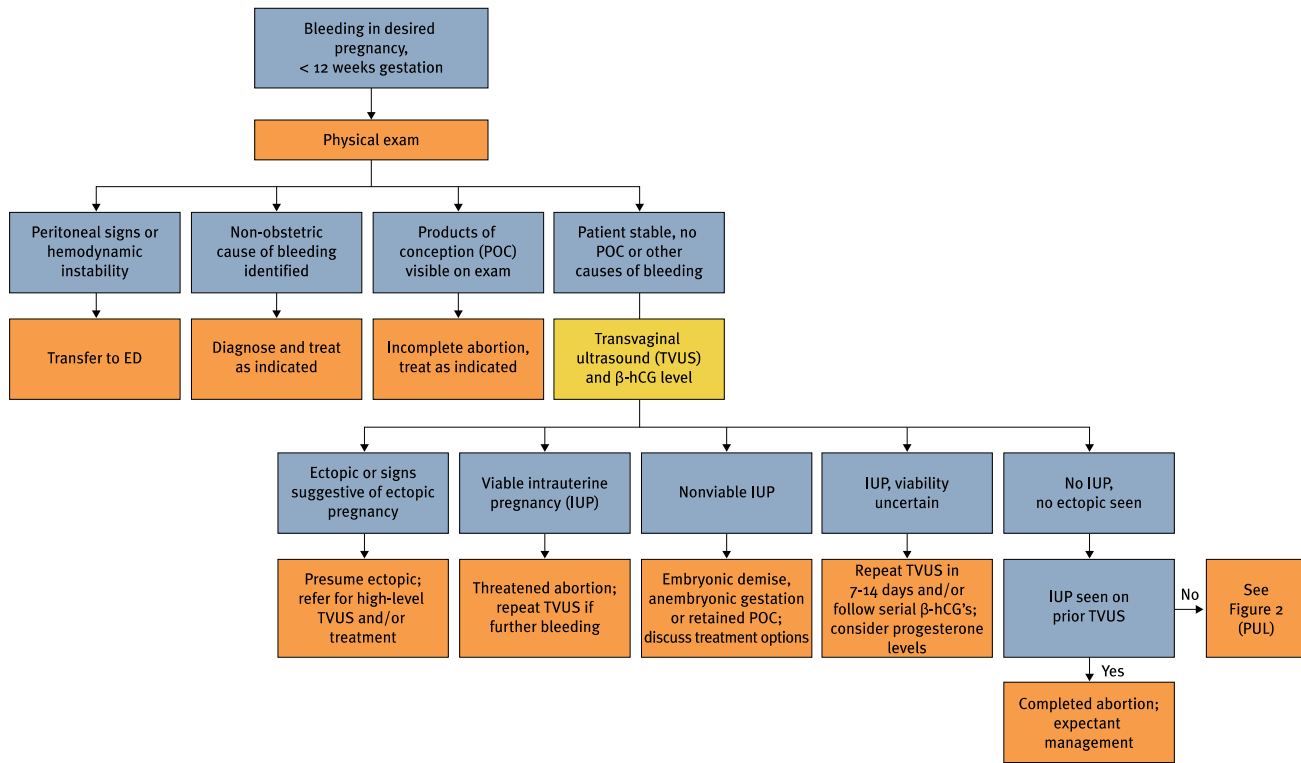 Bleeding in desired
pregnancy,
< 12 weeks gestation
Physical exam
Peritoneal signs or
hemodynamic
instability
Non-obstetric
cause of bleeding
identified
Products of
conception (POC)
visible on exam
Patient stable, no
POC or other
causes of bleeding
Transfer to ED
Diagnose and treat
as indicated
Incomplete abortion,
treat as indicated
Transvaginal
ultrasound (TVUS)
and β-hCG level
Ectopic or signs
suggestive of ectopic
pregnancy
Viable intrauterine
pregnancy (IUP)
Nonviable IUP
IUP, viability
uncertain
No IUP,
no ectopic seen
Presume ectopic;
refer for high-level
TVUS and/or
treatment
Threatened abortion;
repeat TVUS if
further bleeding
Embryonic demise,
anembryonic gestation
or retained POC;
discuss treatment options
Repeat TVUS in
7-14 days and/or
follow serial β-hCG's;
consider progesterone
levels
IUP seen on
prior TVUS
No
See
Figure 2
(PUL)
Yes
Completed abortion;
expectant
management